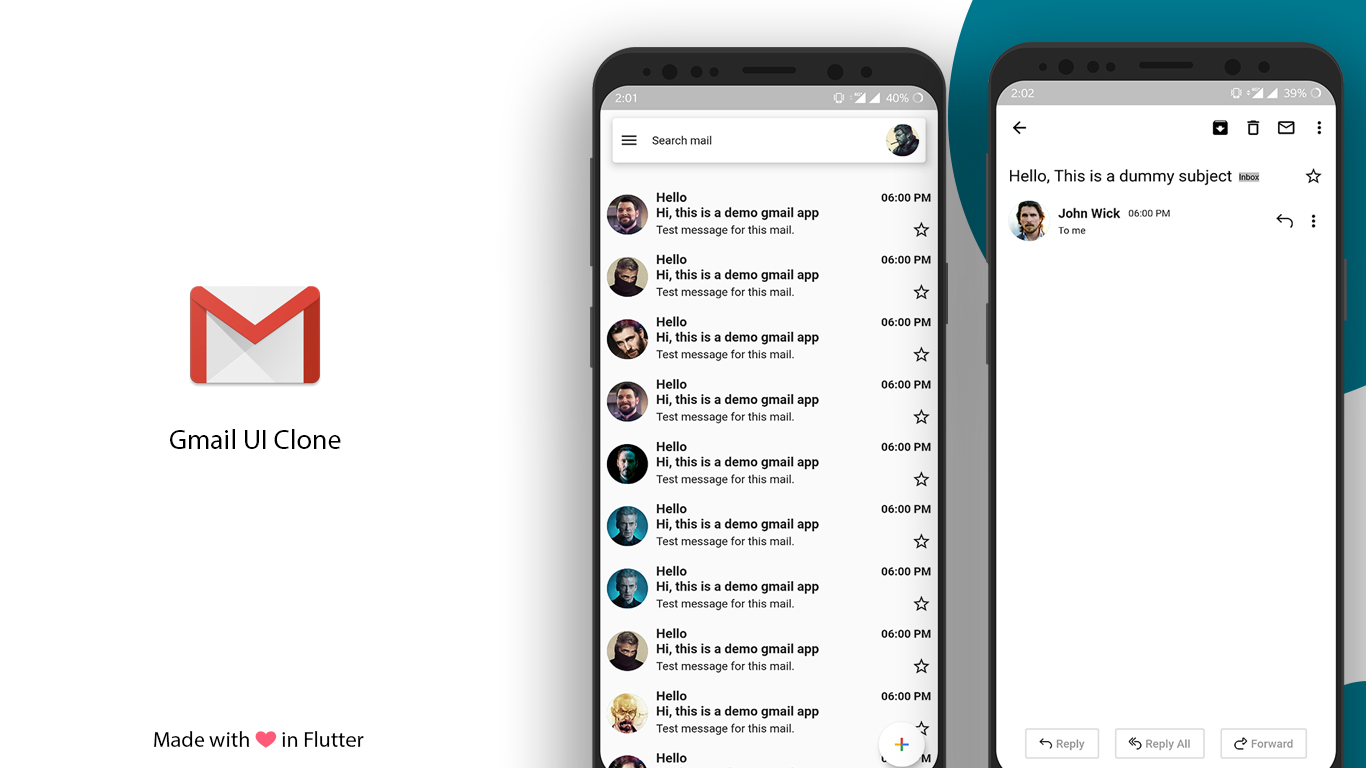 Gmail UI Clone
Made with in Flutter
2:01
40%
Search mail
Hello
06:00 PM
Hi, this is a demo gmail app
Test message for this mail.
Hello
06:00 PM
Hi, this is a demo gmail app
Test message for this mail.
Hello
06:00 PM
Hi, this is a demo gmail app
Test message for this mail.
Hello
06:00 PM
Hi, this is a demo gmail app
Test message for this mail.
Hello
06:00 PM
Hi, this is a demo gmail app
Test message for this mail.
Hello
06:00 PM
Hi, this is a demo gmail app
Test message for this mail.
Hello
06:00 PM
Hi, this is a demo gmail app
Test message for this mail.
Hello
06:00 PM
Hi, this is a demo gmail app
Test message for this mail.
Hello
06:00 PM
Hi, this is a demo gmail app
Test message for this mail.
Hello
2:02
39%
Hello, This is a dummy subject Inbox
John Wick 06:00 PM
To me
Reply
Reply All
Forward